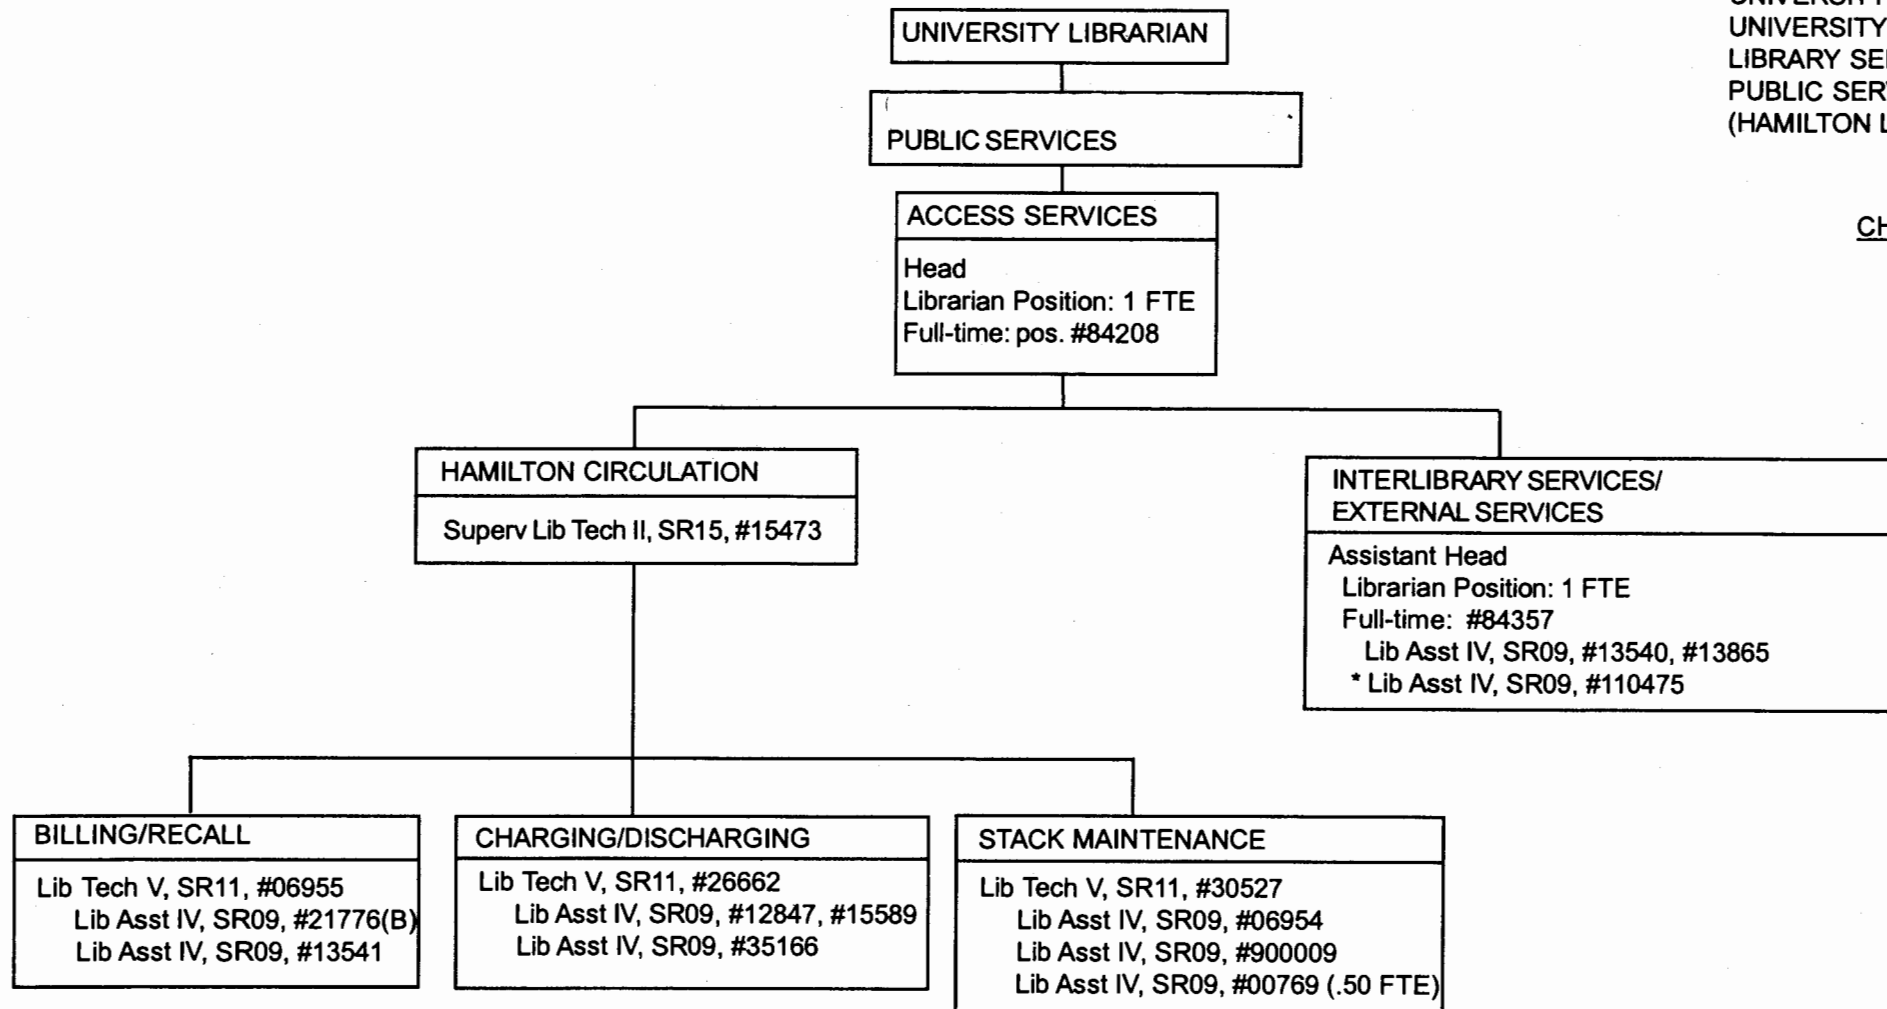 UNIVERSITY
LIBRARY
PUBLIC
(HAMILTON
UNIVERSITY LIBRARIAN
PUBLIC SERVICES
ACCESS SERVICES
Head
Librarian Position: 1 FTE
Full-time: pos. #84208
HAMILTON CIRCULATION
Superv Lib Tech II, SR15, #15473
INTERLIBRARY SERVICES/
EXTERNAL SERVICES
Assistant Head
Librarian Position: 1 FTE
Full-time: #84357
Lib Asst IV, SR09, #13540, #13865
* Lib Asst IV, SR09, #110475
BILLING/RECALL
Lib Tech V, SR11, #06955
Lib Asst IV, SR09, #21776(B)
Lib Asst IV, SR09, #13541
CHARGING/DISCHARGING
Lib Tech V, SR11, #26662
Lib Asst IV, SR09, #12847, #15589
Lib Asst IV, SR09, #35166
STACK MAINTENANCE
Lib Tech V, SR11, #30527
Lib Asst IV, SR09, #06954
Lib Asst IV, SR09, #900009
Lib Asst IV, SR09, #00769 (.50 FTE)